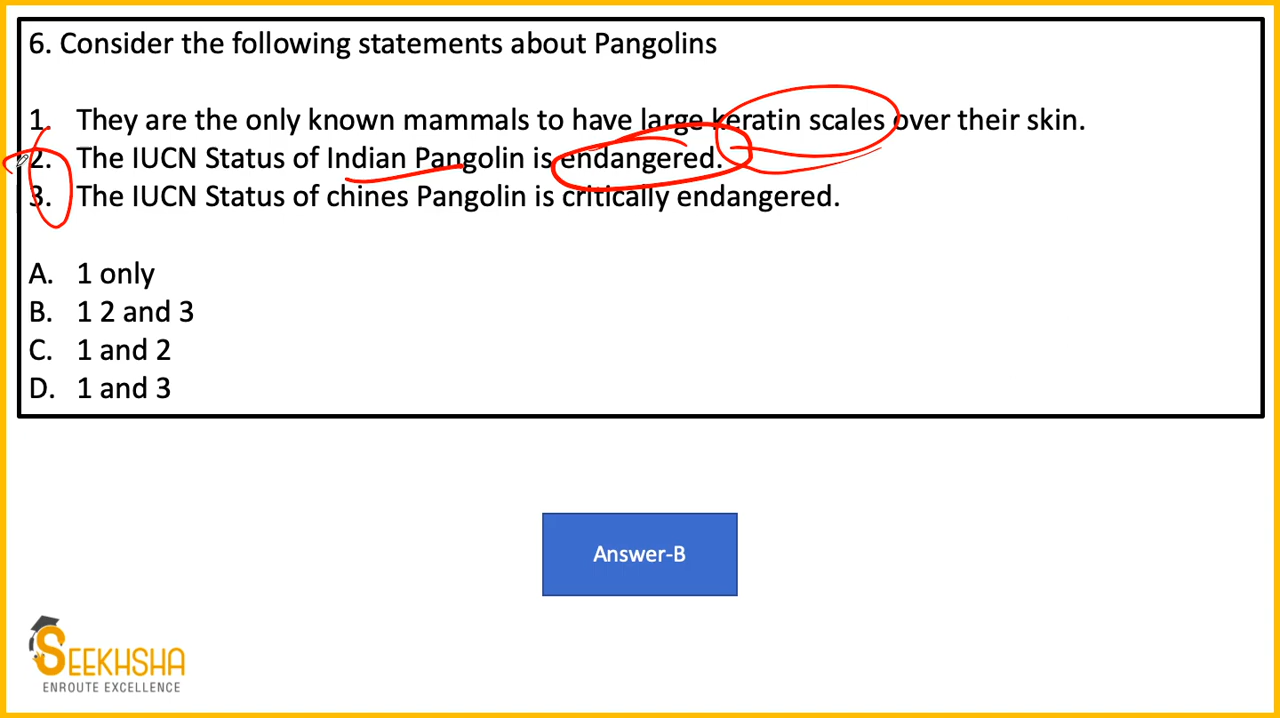 6. Consider the following statements about Pangolins
1. They are the only known mammals to have large keratin scales over their skin.
2. The IUCN Status of Indian Pangolin is endangered.
3. The IUCN Status of chines Pangolin is critically endangered.
A. 1 only
B. 1 2 and 3
C. 1 and 2
D. 1 and 3
Answer-B
SEEKHSHA
ENROUTE EXCELLENCE